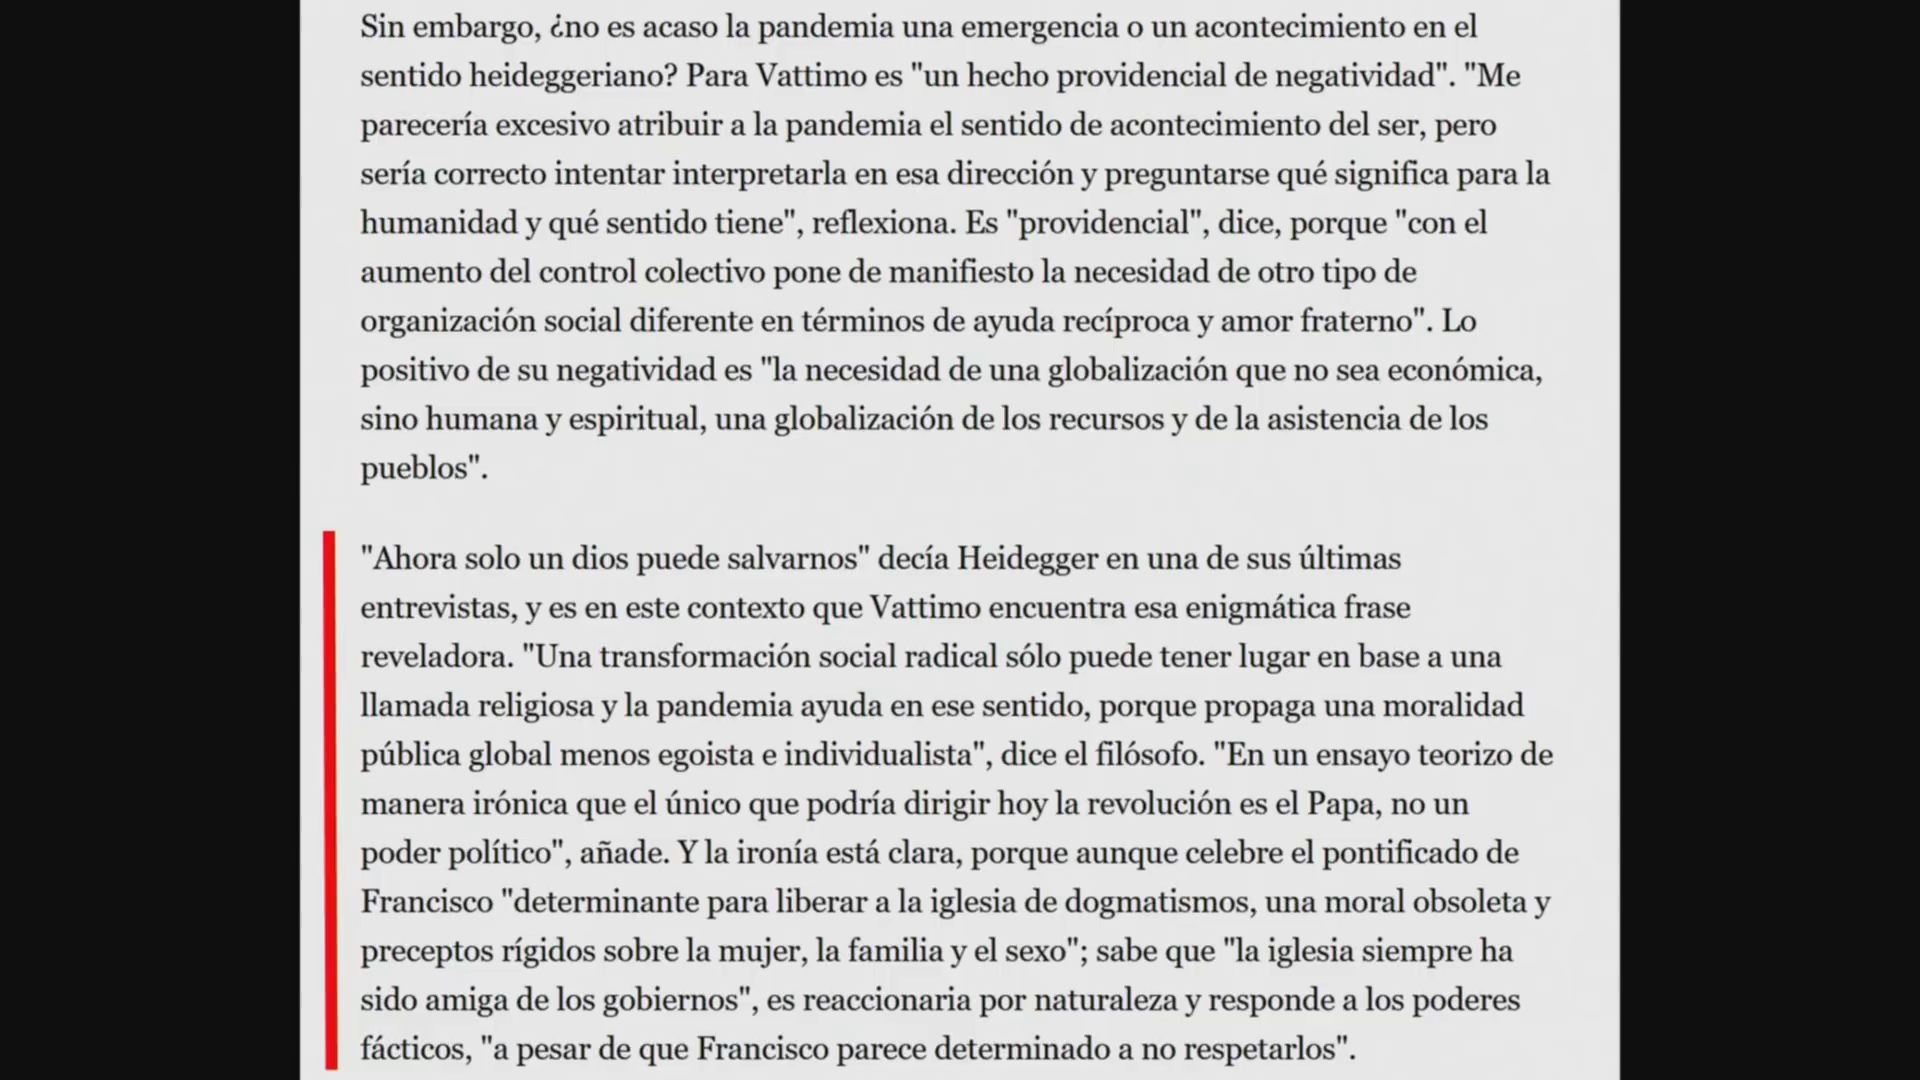 Sin embargo, ¿no es acaso la pandemia una emergencia o un acontecimiento en el
sentido heideggeriano? Para Vattimo es "un hecho providencial de negatividad". "Me
parecería excesivo atribuir a la pandemia el sentido de acontecimiento del ser, pero
sería correcto intentar interpretarla en esa dirección y preguntarse qué significa para la
humanidad y qué sentido tiene", reflexiona. Es "providencial", dice, porque "con el
aumento del control colectivo pone de manifiesto la necesidad de otro tipo de
organización social diferente en términos de ayuda recíproca y amor fraterno". Lo
positivo de su negatividad es "la necesidad de una globalización que no sea económica,
sino humana y espiritual, una globalización de los recursos y de la asistencia de los
pueblos".
"Ahora solo un dios puede salvarnos" decía Heidegger en una de sus últimas
entrevistas, y es en este contexto que Vattimo encuentra esa enigmática frase
reveladora. "Una transformación social radical sólo puede tener lugar en base a una
llamada religiosa y la pandemia ayuda en ese sentido, porque propaga una moralidad
pública global menos egoista e individualista", dice el filósofo. "En un ensayo teorizo de
manera irónica que el único que podría dirigir hoy la revolución es el Papa, no un
poder político", añade. Y la ironía está clara, porque aunque celebre el pontificado de
Francisco "determinante para liberar a la iglesia de dogmatismos, una moral obsoleta y
preceptos rígidos sobre la mujer, la familia y el sexo"; sabe que "la iglesia siempre ha
sido amiga de los gobiernos", es reaccionaria por naturaleza y responde a los poderes
fácticos, "a pesar de que Francisco parece determinado a no respetarlos".